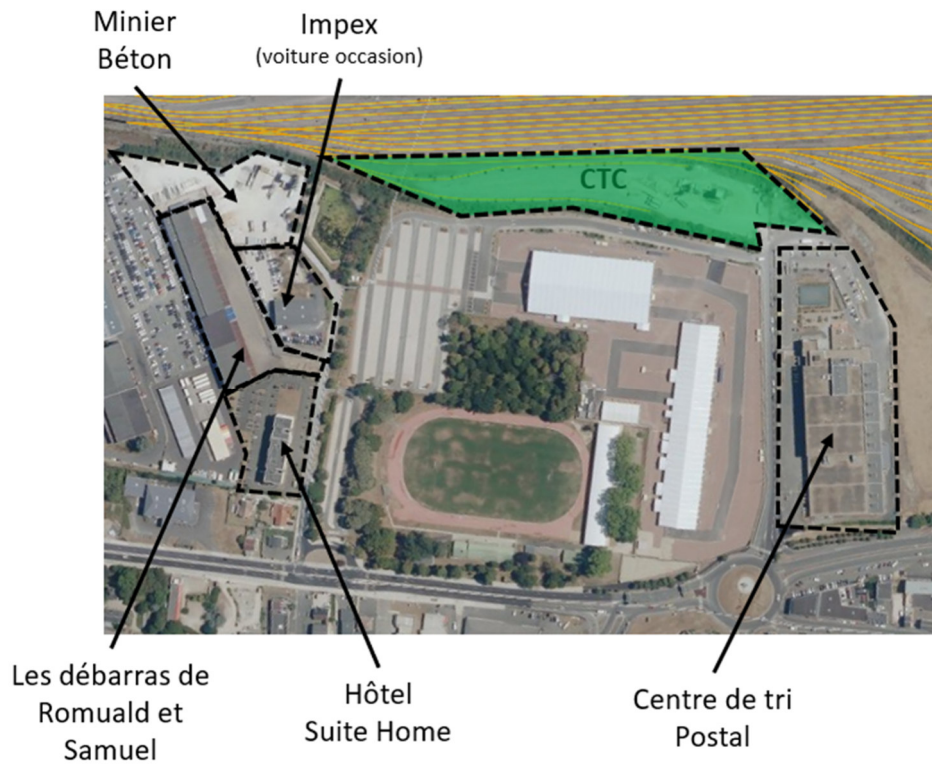 Minier
Béton
Impex
(voiture occasion)
CTC
Les débarras de
Romuald et
Samuel
Hôtel
Suite Home
Centre de tri
Postal